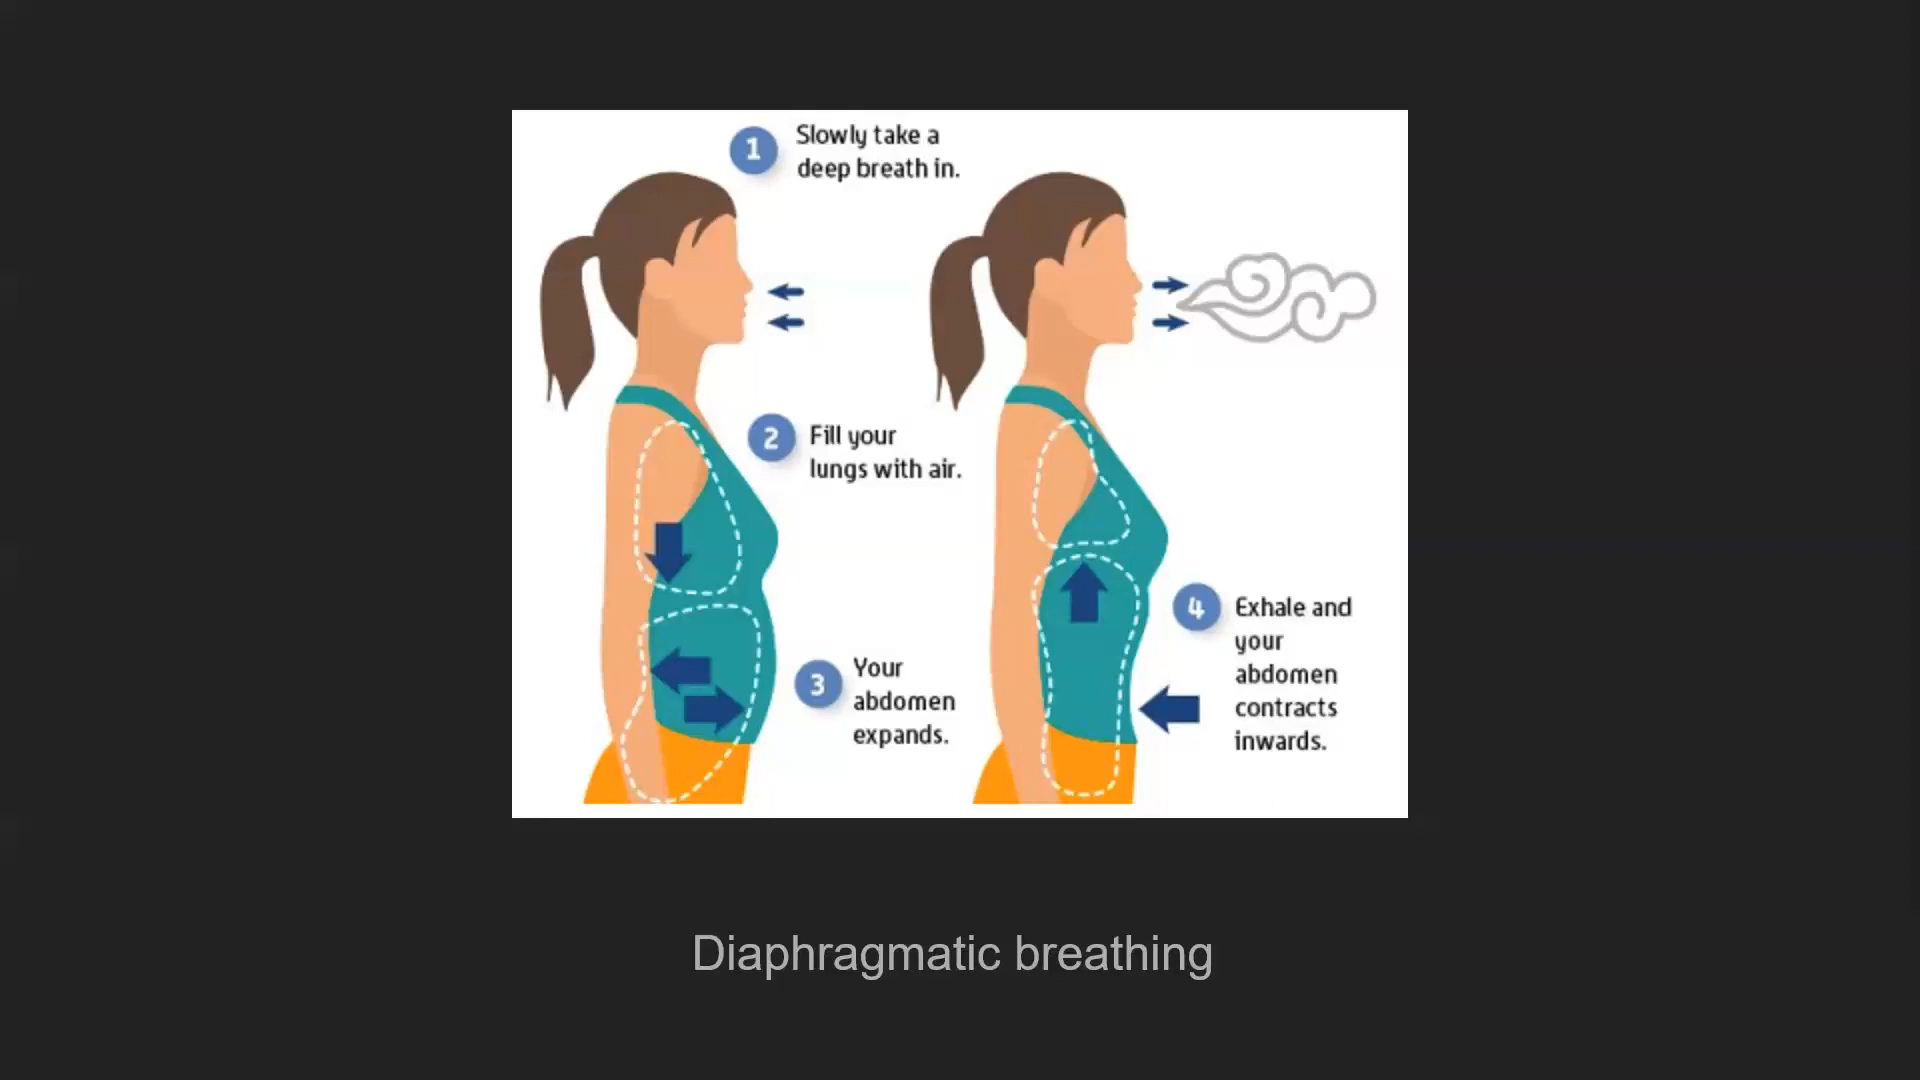 1
Slowly take a
deep breath in.
2
Fill your
lungs with air.
3
Your
abdomen
expands.
4
Exhale and
your
abdomen
contracts
inwards.
Diaphragmatic breathing